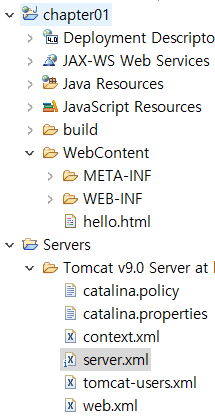 chapter01
Deployment Descripto
JAX-WS Web Services
Java Resources
JavaScript Resources
build
WebContent
META-INF
WEB-INF
hello.html
Servers
Tomcat v9.0 Server at l
catalina.policy
catalina.properties
context.xml
server.xml
tomcat-users.xml
web.xml